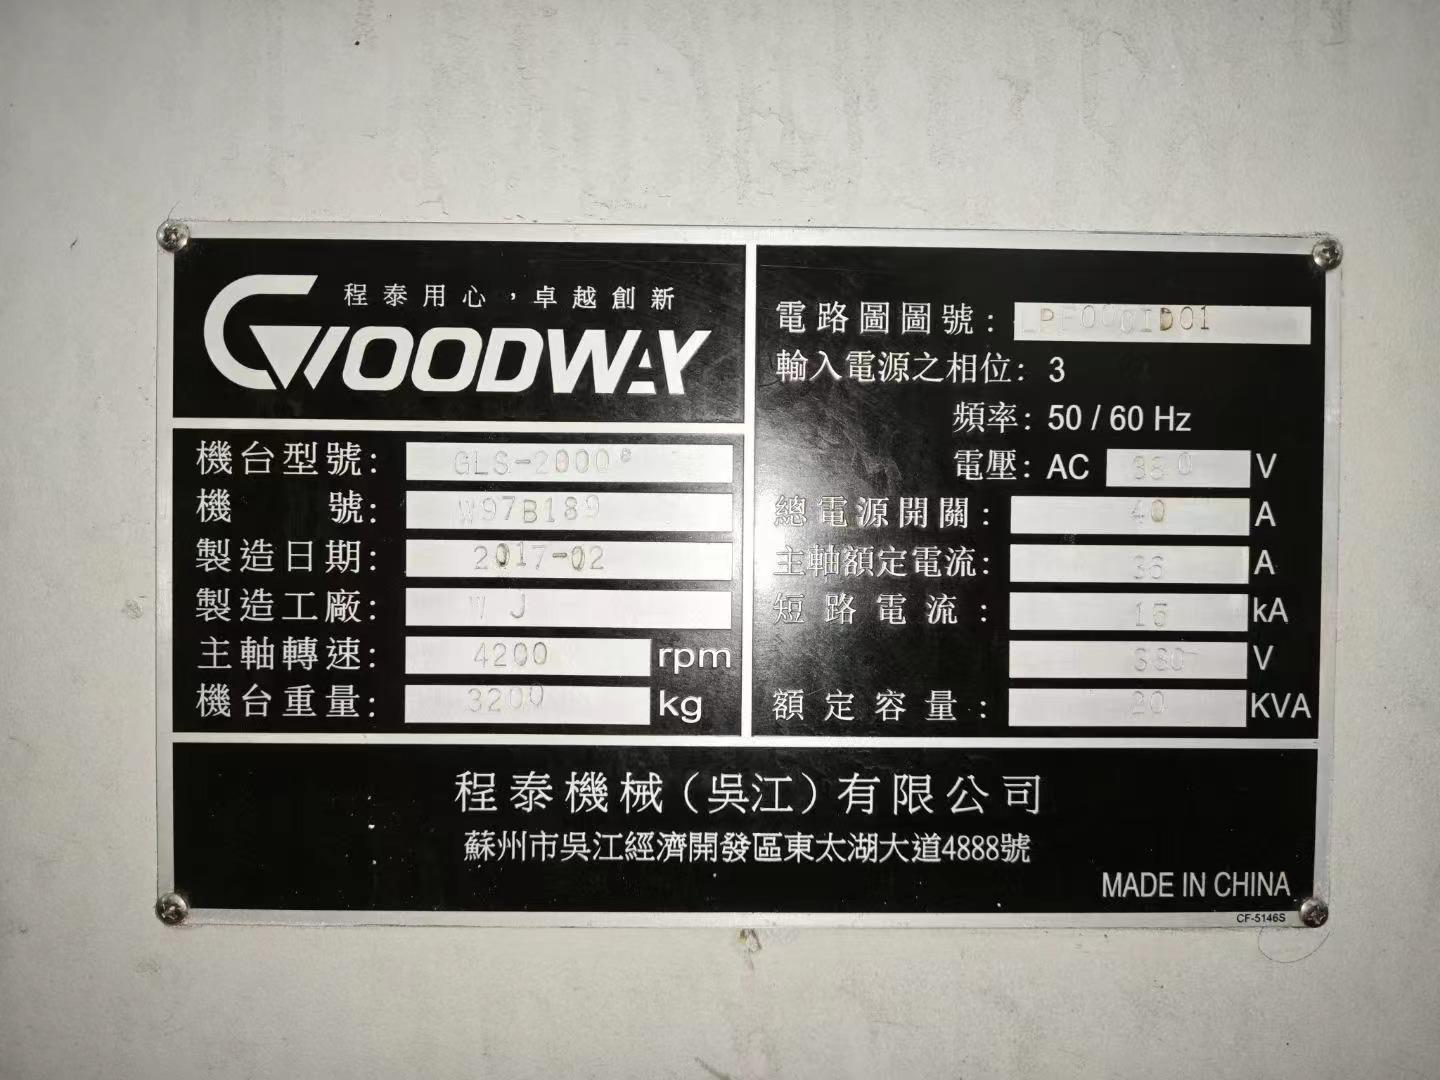 程泰用心，卓越創新
GOODWAY
機台型號: GLS-2000
機 號: W97B189
製造日期: 2017-02
製造工廠: WJ
主軸轉速: 4200 rpm
機台重量: 3200 kg
電路圖圖號:
輸入電源之相位: 3
頻率: 50 / 60 Hz
電壓: AC 380 V
總電源開關: 40 A
主軸額定電流: 36 A
短路電流: 15 kA
380 V
額定容量: 20 KVA
程泰機械（吳江）有限公司
蘇州市吳江經濟開發區東太湖大道4888號
MADE IN CHINA
CF-5146S